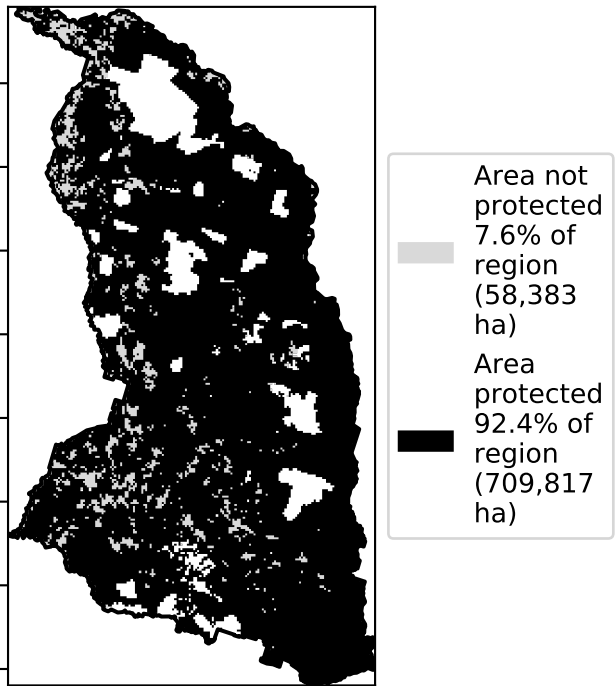 Area not
protected
7.6% of
region
(58,383
ha)
Area
protected
92.4% of
region
(709,817
ha)